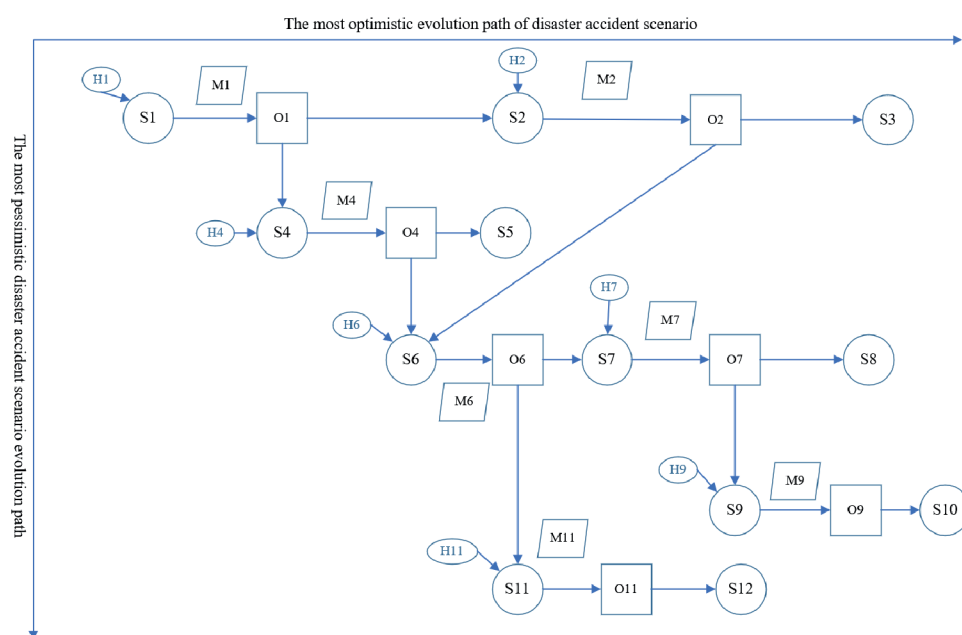 The most optimistic evolution path of disaster accident scenario
The most pessimistic disaster accident scenario evolution path
H1
M1
S1
O1
H2
M2
S2
O2
S3
H4
M4
S4
O4
S5
H6
S6
M6
O6
H7
S7
M7
O7
S8
H9
S9
M9
O9
S10
H11
S11
M11
O11
S12